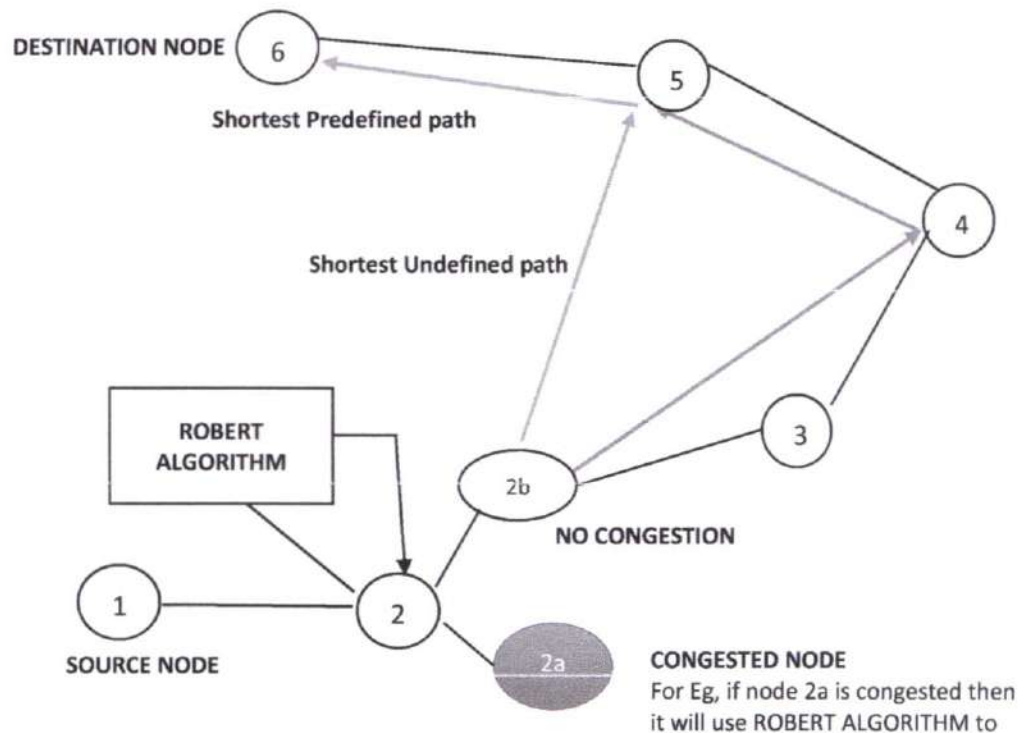 DESTINATION NODE
6
5
Shortest Predefined path
4
Shortest Undefined path
ROBERT
ALGORITHM
3
2b
NO CONGESTION
1
2
SOURCE NODE
2a
CONGESTED NODE
For Eg, if node 2a is congested then
it will use ROBERT ALGORITHM to